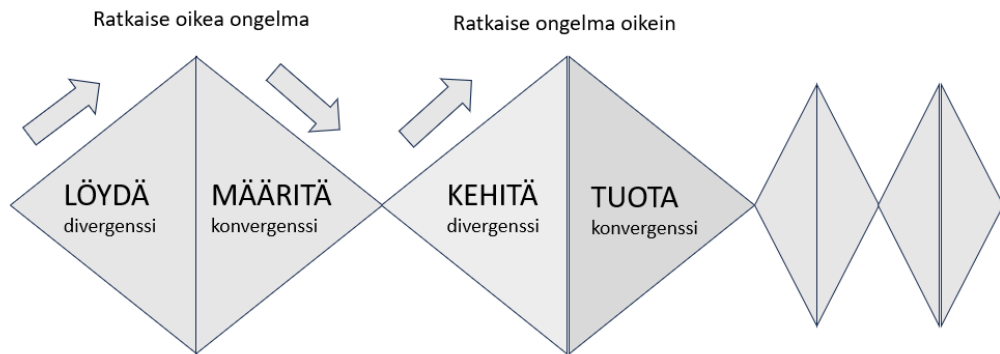 Ratkaise oikea ongelma
Ratkaise ongelma oikein
LÖYDÄ
divergenssi
MÄÄRITÄ
konvergenssi
KEHITÄ
divergenssi
TUOTA
konvergenssi